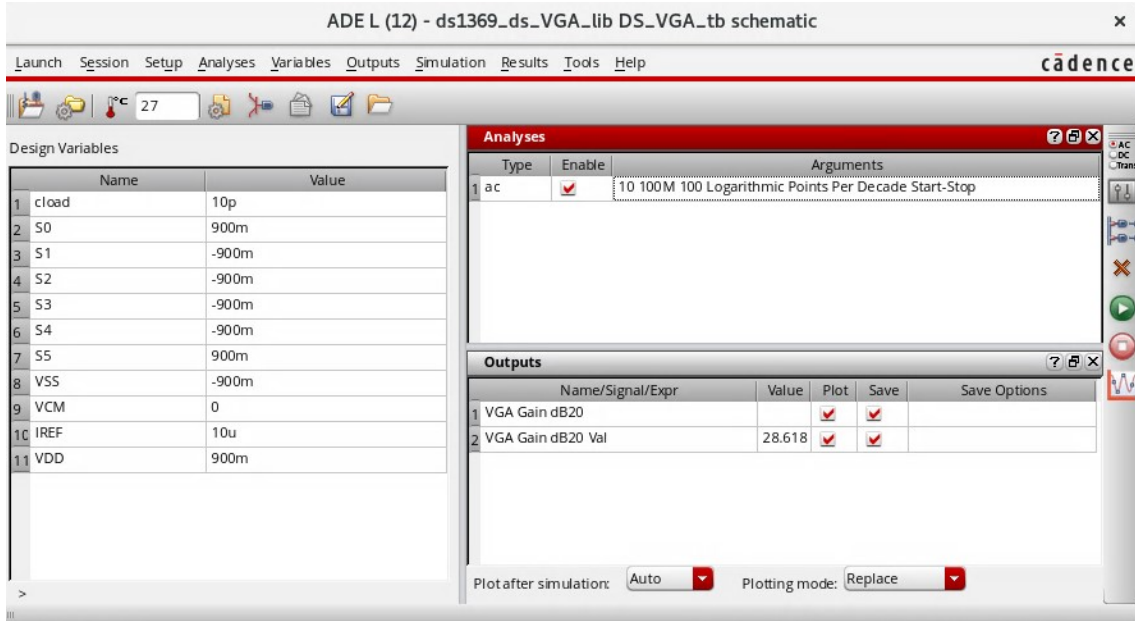 ADE L (12) - ds1369_ds_VGA_lib DS_VGA_tb schematic ×
Launch Session Setup Analyses Variables Outputs Simulation Results Tools Help cādence
°C 27
Design Variables
Name Value
1 cload 10p
2 S0 900m
3 S1 -900m
4 S2 -900m
5 S3 -900m
6 S4 -900m
7 S5 900m
8 VSS -900m
9 VCM 0
10 IREF 10u
11 VDD 900m
>
Analyses
Type Enable Arguments
1 ac 10 100M 100 Logarithmic Points Per Decade Start-Stop
Outputs
Name/Signal/Expr Value Plot Save Save Options
1 VGA Gain dB20
2 VGA Gain dB20 Val 28.618
Plot after simulation: Auto Plotting mode: Replace
AC
DC
Trans